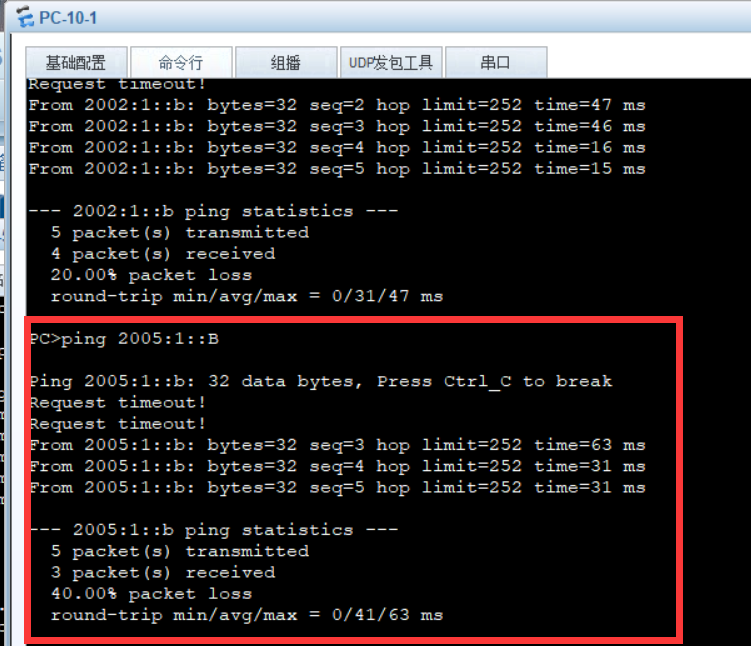 PC-10-1
基础配置 命令行 组播 UDP发包工具 串口
Request timeout!
From 2002:1::b: bytes=32 seq=2 hop limit=252 time=47 ms
From 2002:1::b: bytes=32 seq=3 hop limit=252 time=46 ms
From 2002:1::b: bytes=32 seq=4 hop limit=252 time=16 ms
From 2002:1::b: bytes=32 seq=5 hop limit=252 time=15 ms
--- 2002:1::b ping statistics ---
5 packet(s) transmitted
4 packet(s) received
20.00% packet loss
round-trip min/avg/max = 0/31/47 ms
PC>ping 2005:1::B
Ping 2005:1::b: 32 data bytes, Press Ctrl_C to break
Request timeout!
Request timeout!
From 2005:1::b: bytes=32 seq=3 hop limit=252 time=63 ms
From 2005:1::b: bytes=32 seq=4 hop limit=252 time=31 ms
From 2005:1::b: bytes=32 seq=5 hop limit=252 time=31 ms
--- 2005:1::b ping statistics ---
5 packet(s) transmitted
3 packet(s) received
40.00% packet loss
round-trip min/avg/max = 0/41/63 ms